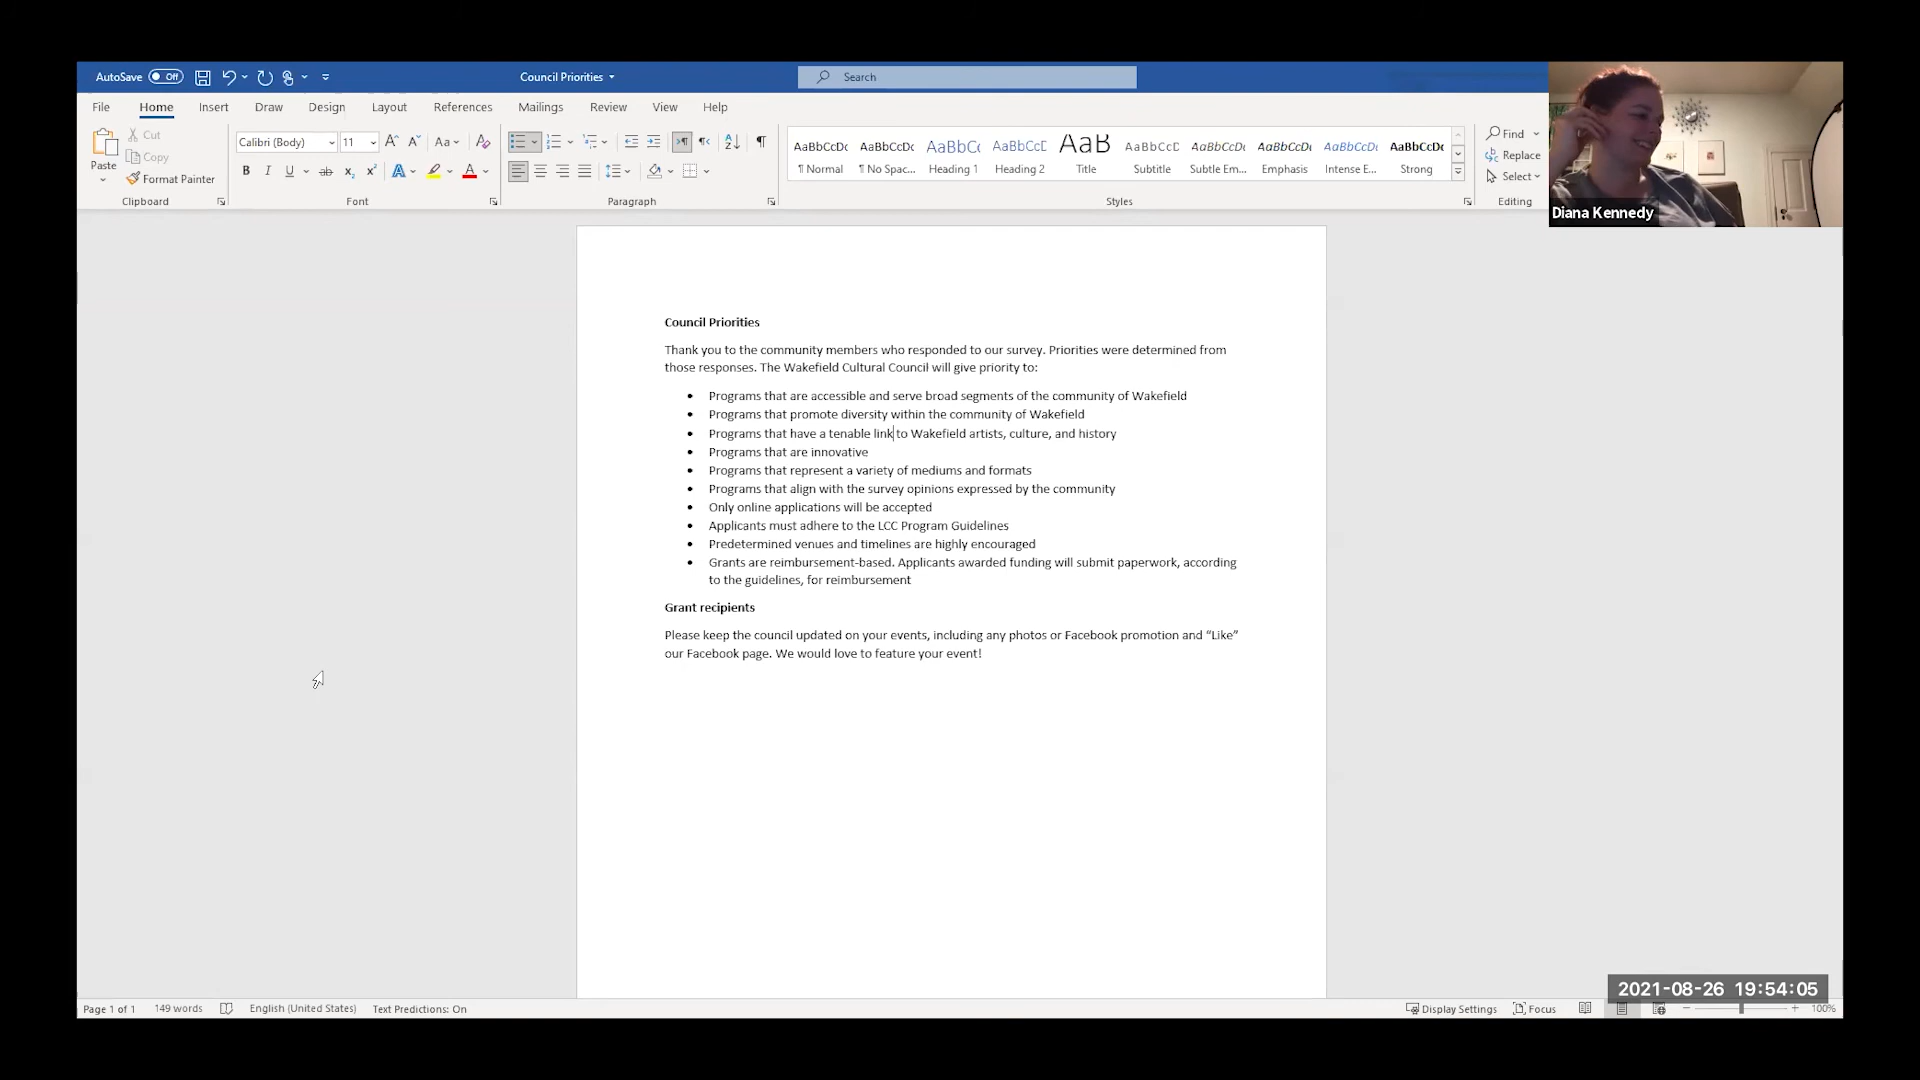 AutoSave Off Council Priorities Search
File Home Insert Draw Design Layout References Mailings Review View Help
Paste Cut Copy Format Painter
Clipboard
Calibri (Body) 11
Font
Paragraph
AaBbCcDc AaBbCcDc AaBbCc AaBbCcD AaB AaBbCcD AaBbCcDc AaBbCcDc AaBbCcDc AaBbCcDc
¶ Normal ¶ No Spac... Heading 1 Heading 2 Title Subtitle Subtle Em... Emphasis Intense E... Strong
Styles
Find
Replace
Select
Editing
Diana Kennedy
Council Priorities
Thank you to the community members who responded to our survey. Priorities were determined from
those responses. The Wakefield Cultural Council will give priority to:
• Programs that are accessible and serve broad segments of the community of Wakefield
• Programs that promote diversity within the community of Wakefield
• Programs that have a tenable link to Wakefield artists, culture, and history
• Programs that are innovative
• Programs that represent a variety of mediums and formats
• Programs that align with the survey opinions expressed by the community
• Only online applications will be accepted
• Applicants must adhere to the LCC Program Guidelines
• Predetermined venues and timelines are highly encouraged
• Grants are reimbursement-based. Applicants awarded funding will submit paperwork, according
to the guidelines, for reimbursement
Grant recipients
Please keep the council updated on your events, including any photos or Facebook promotion and “Like”
our Facebook page. We would love to feature your event!
2021-08-26 19:54:05
Page 1 of 1 149 words English (United States) Text Predictions: On Display Settings Focus 100%